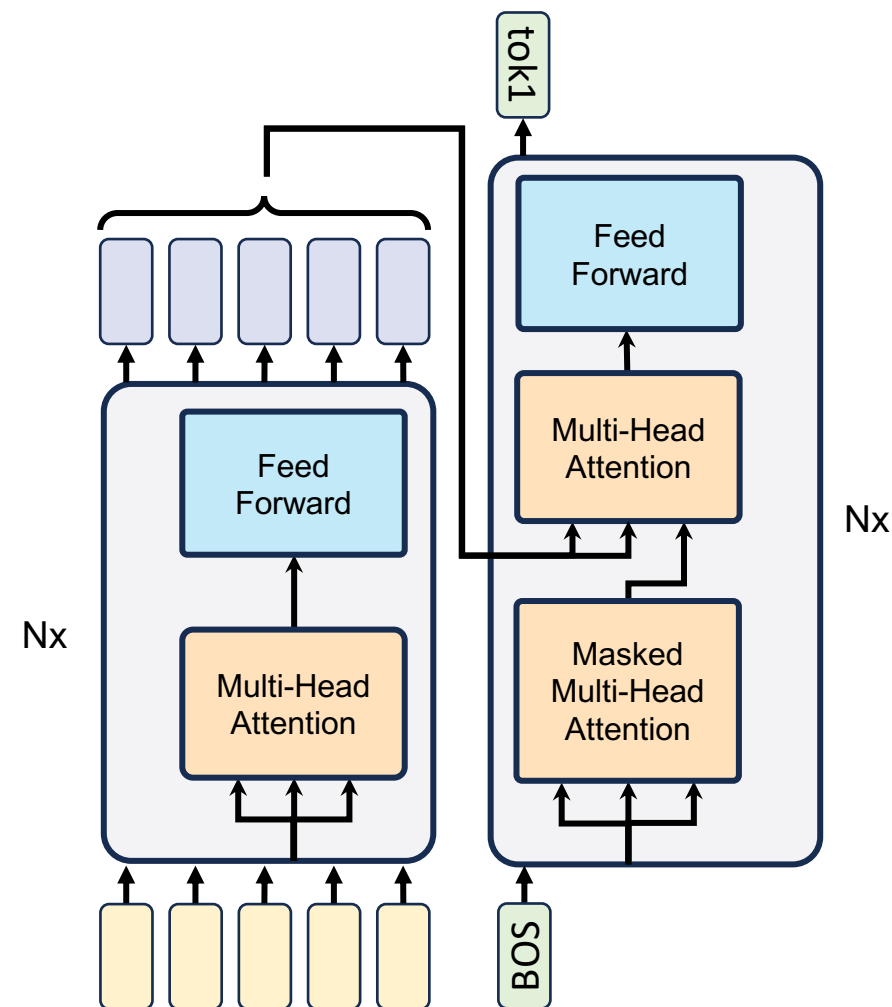 tok1
Feed
Forward
Multi-Head
Attention
Nx
Masked
Multi-Head
Attention
BOS
Feed
Forward
Nx
Multi-Head
Attention